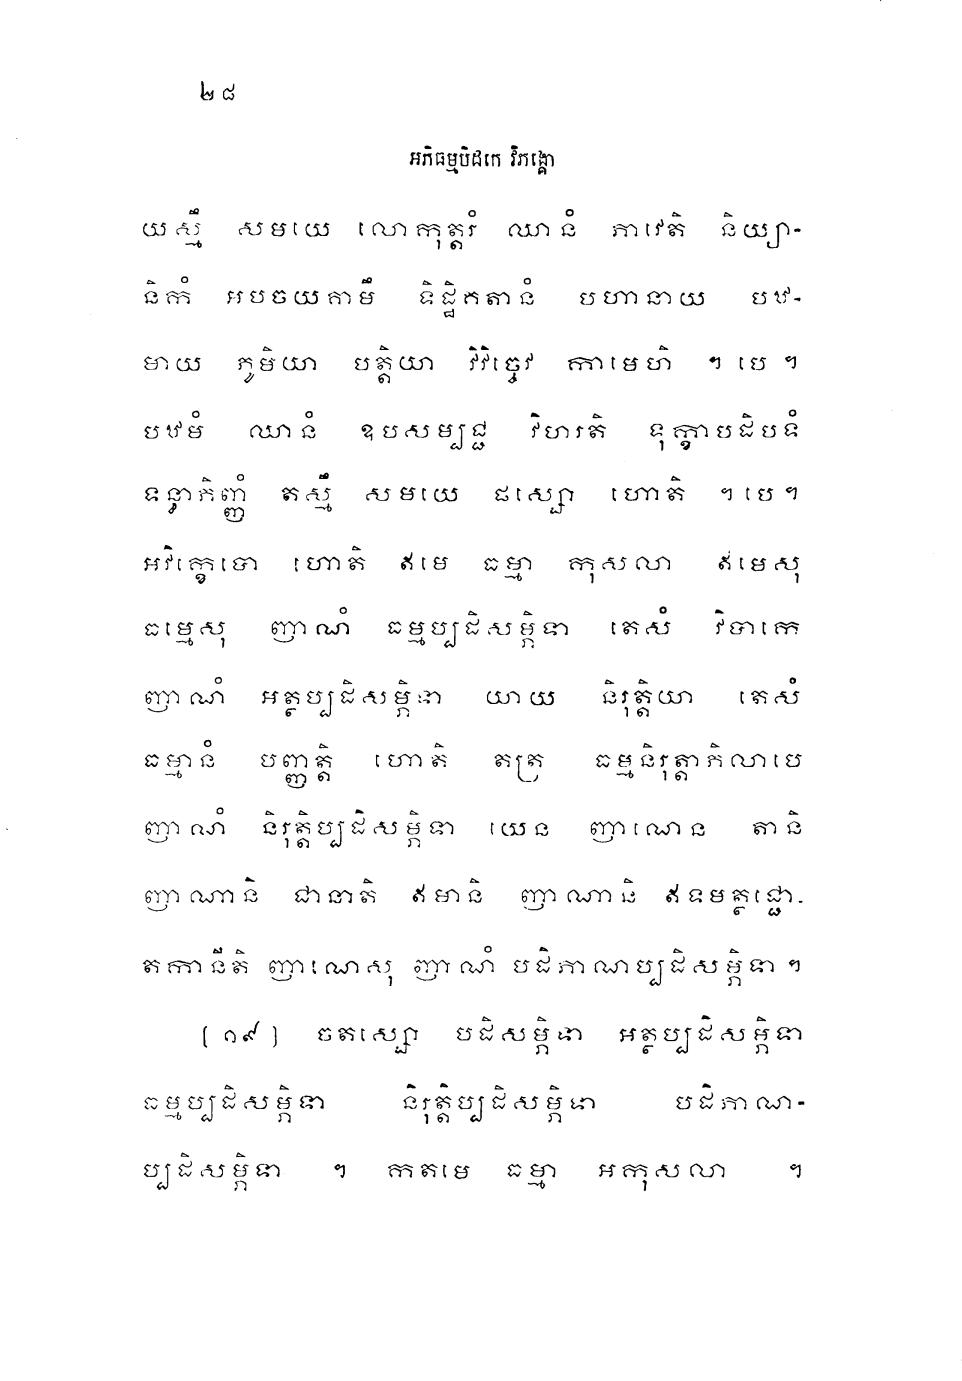 ២៨
អភិធម្មបិដកេ វិភង្គោ
យស្មឹ សមយេ លោកុត្តរំ ឈានំ ភាវេតិ និយ្យា-
និកំ អបចយគាមឹ ទិដ្ឋិគតានំ បហានាយ បឋ-
មាយ ភូមិយា បត្តិយា វិវិច្ចេវ កាមេហិ ។ បេ ។
បឋមំ ឈានំ ឧបសម្បជ្ជ វិហរតិ ទុក្ខាបដិបទំ
ទន្ធាភិញ្ញំ តស្មឹ សមយេ ផស្សោ ហោតិ ។ បេ ។
អវិក្ខេបោ ហោតិ ឥមេ ធម្មា កុសលា ឥមេសុ
ធម្មេសុ ញាណំ ធម្មប្បដិសម្ភិទា តេសំ វិបាកេ
ញាណំ អត្ថប្បដិសម្ភិទា យាយ និរុត្តិយា តេសំ
ធម្មានំ បញ្ញត្តិ ហោតិ តត្រ ធម្មនិរុត្តាភិលាបេ
ញាណំ និរុត្តិប្បដិសម្ភិទា យេន ញាណេន តានិ
ញាណានិ ជានាតិ ឥមានិ ញាណានិ ឥទមត្ថជ្ជោ-
តកានីតិ ញាណេសុ ញាណំ បដិភាណប្បដិសម្ភិទា ។
[ ១៩ ] ចតស្សោ បដិសម្ភិទា អត្ថប្បដិសម្ភិទា
ធម្មប្បដិសម្ភិទា និរុត្តិប្បដិសម្ភិទា បដិភាណ-
ប្បដិសម្ភិទា ។ កតមេ ធម្មា អកុសលា ។